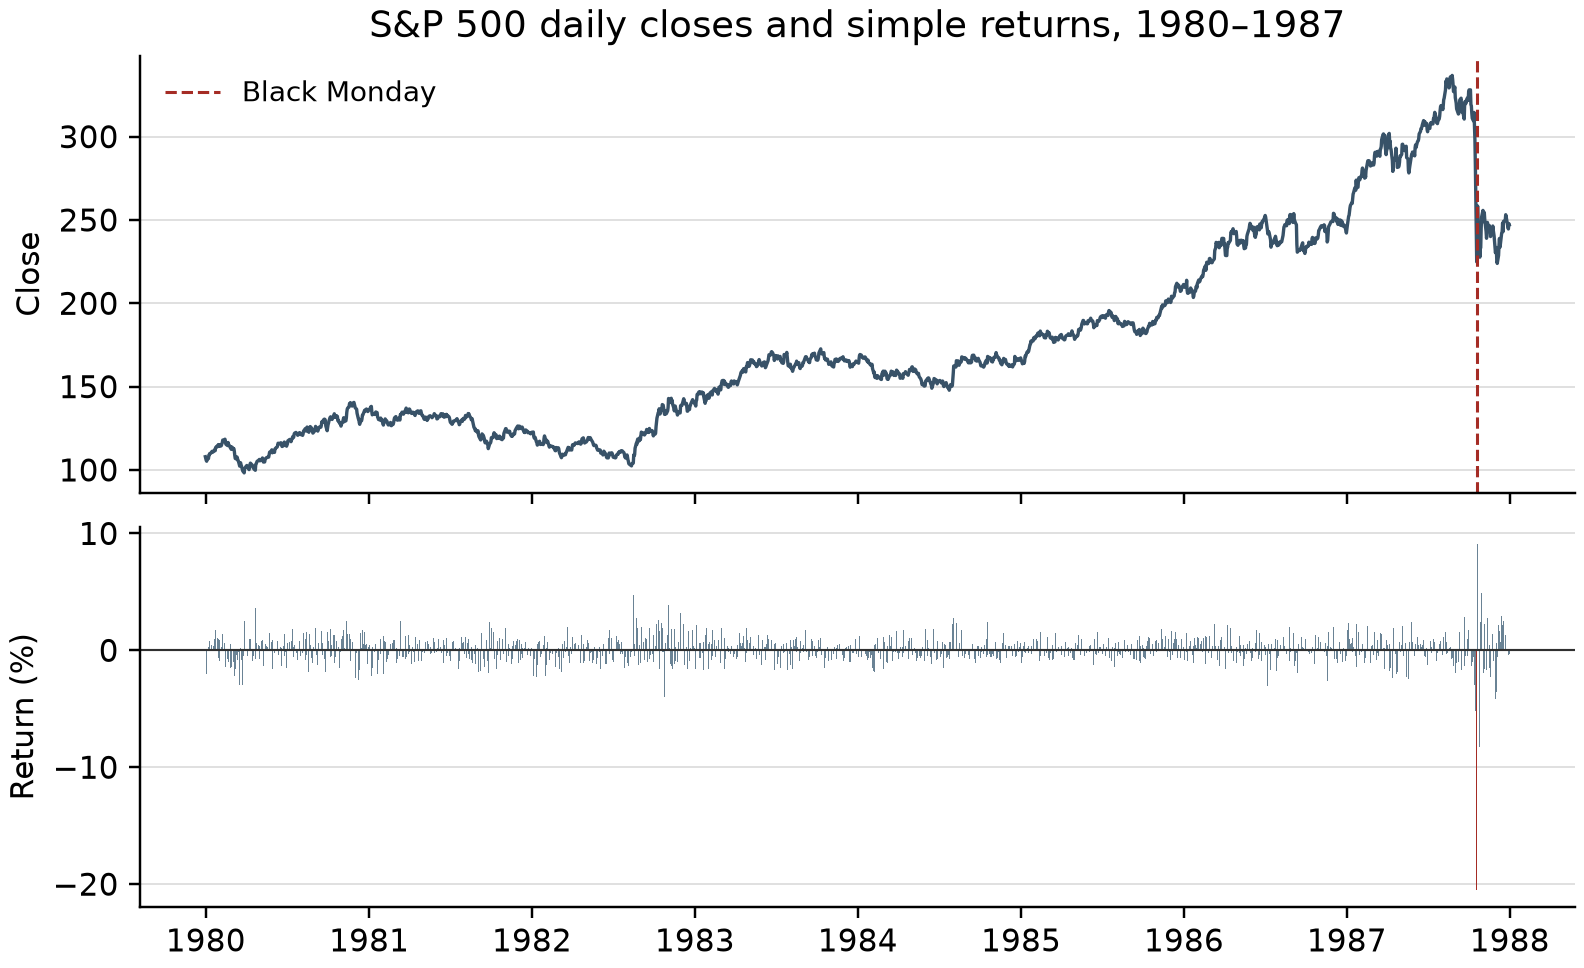 S&P 500 daily closes and simple returns, 1980–1987
Black Monday
Close
300
250
200
150
100
Return (%)
10
0
−10
−20
1980 1981 1982 1983 1984 1985 1986 1987 1988